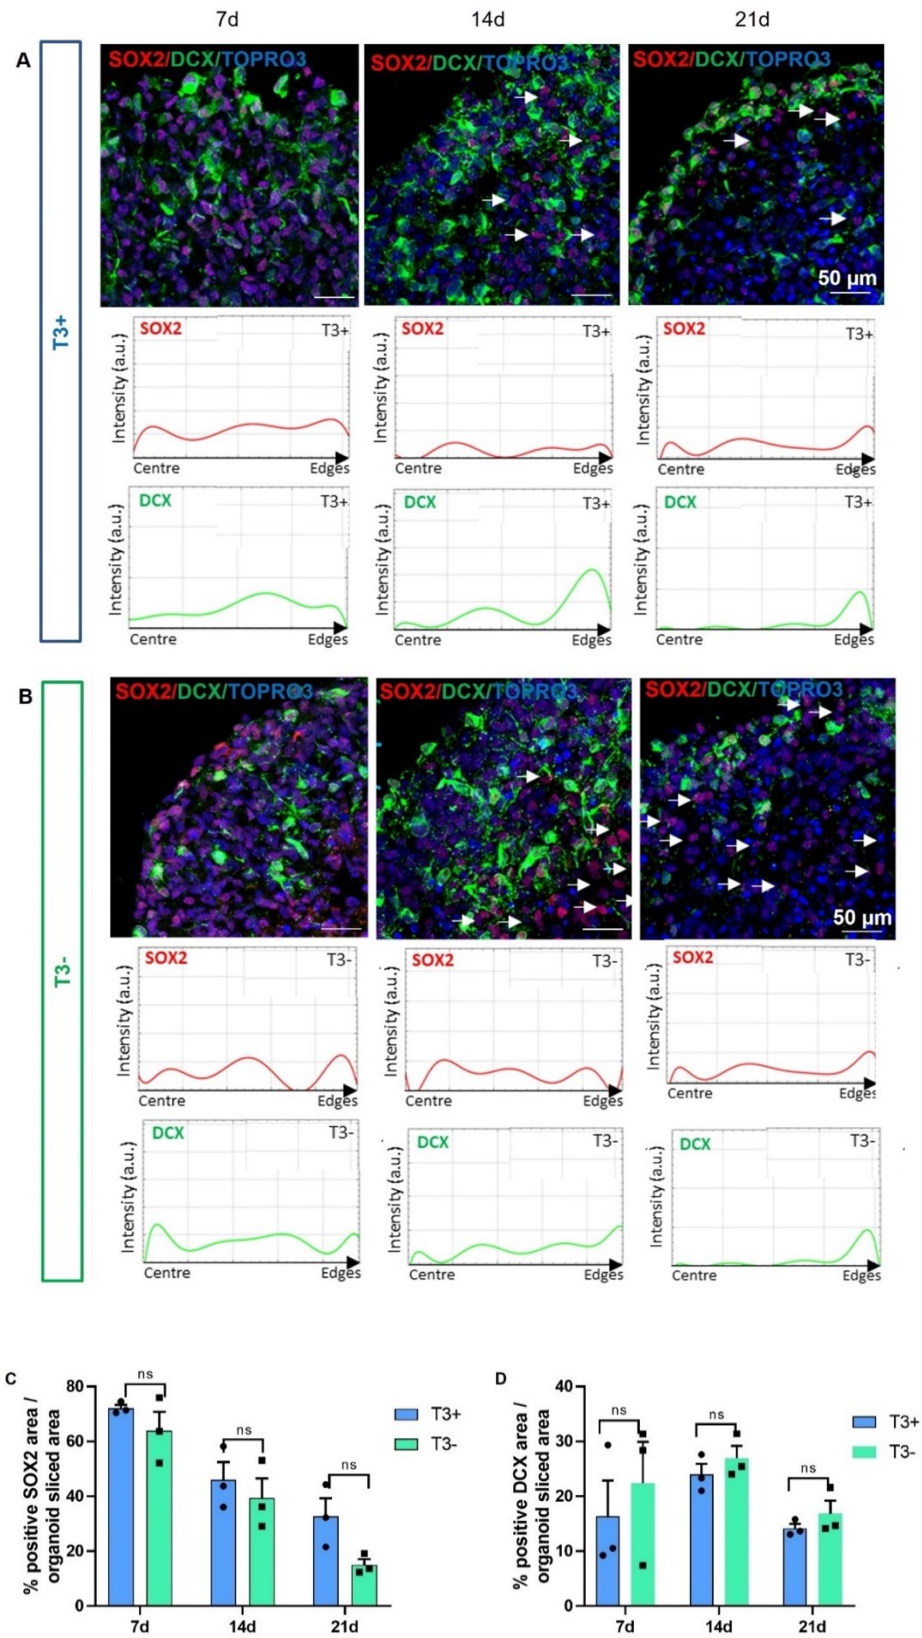 7d 14d 21d
A
T3+
SOX2/DCX/TOPRO3 SOX2/DCX/TOPRO3 SOX2/DCX/TOPRO3
50 µm
SOX2 T3+ SOX2 T3+ SOX2 T3+
Intensity (a.u.) Intensity (a.u.) Intensity (a.u.)
Centre Edges Centre Edges Centre Edges
DCX T3+ DCX T3+ DCX T3+
Intensity (a.u.) Intensity (a.u.) Intensity (a.u.)
Centre Edges Centre Edges Centre Edges
B
T3-
SOX2/DCX/TOPRO3 SOX2/DCX/TOPRO3 SOX2/DCX/TOPRO3
50 µm
SOX2 T3- SOX2 T3- SOX2 T3-
Intensity (a.u.) Intensity (a.u.) Intensity (a.u.)
Centre Edges Centre Edges Centre Edges
DCX T3- DCX T3- DCX T3-
Intensity (a.u.) Intensity (a.u.) Intensity (a.u.)
Centre Edges Centre Edges Centre Edges
C
% positive SOX2 area /
organoid sliced area
80
60
40
20
0
ns ns ns
7d 14d 21d
T3+
T3-
D
% positive DCX area /
organoid sliced area
40
30
20
10
0
ns ns ns
7d 14d 21d
T3+
T3-